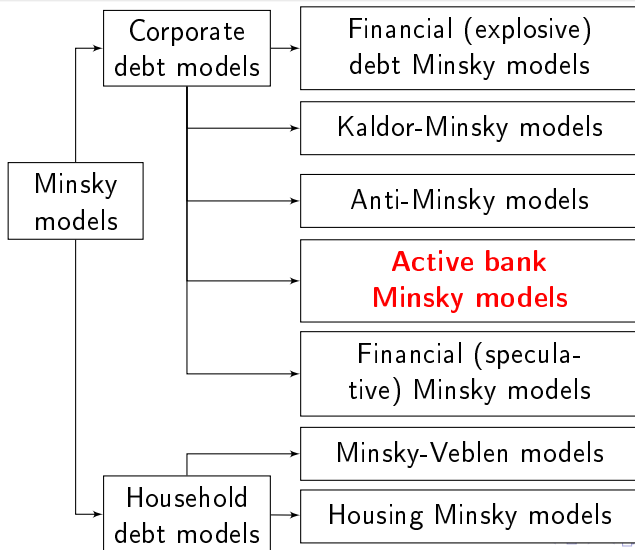 Corporate
debt models
Financial (explosive)
debt Minsky models
Kaldor-Minsky models
Minsky
models
Anti-Minsky models
Active bank
Minsky models
Financial (specula-
tive) Minsky models
Minsky-Veblen models
Household
debt models
Housing Minsky models